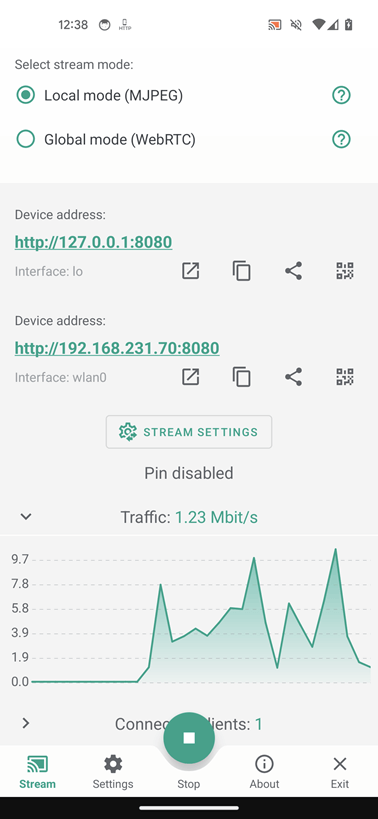 12:38
HTTP
Select stream mode:
Local mode (MJPEG)
Global mode (WebRTC)
Device address:
http://127.0.0.1:8080
Interface: lo
Device address:
http://192.168.231.70:8080
Interface: wlan0
STREAM SETTINGS
Pin disabled
Traffic: 1.23 Mbit/s
9.7
7.8
5.8
3.9
1.9
0.0
1
Stream
Settings
Stop
About
Exit